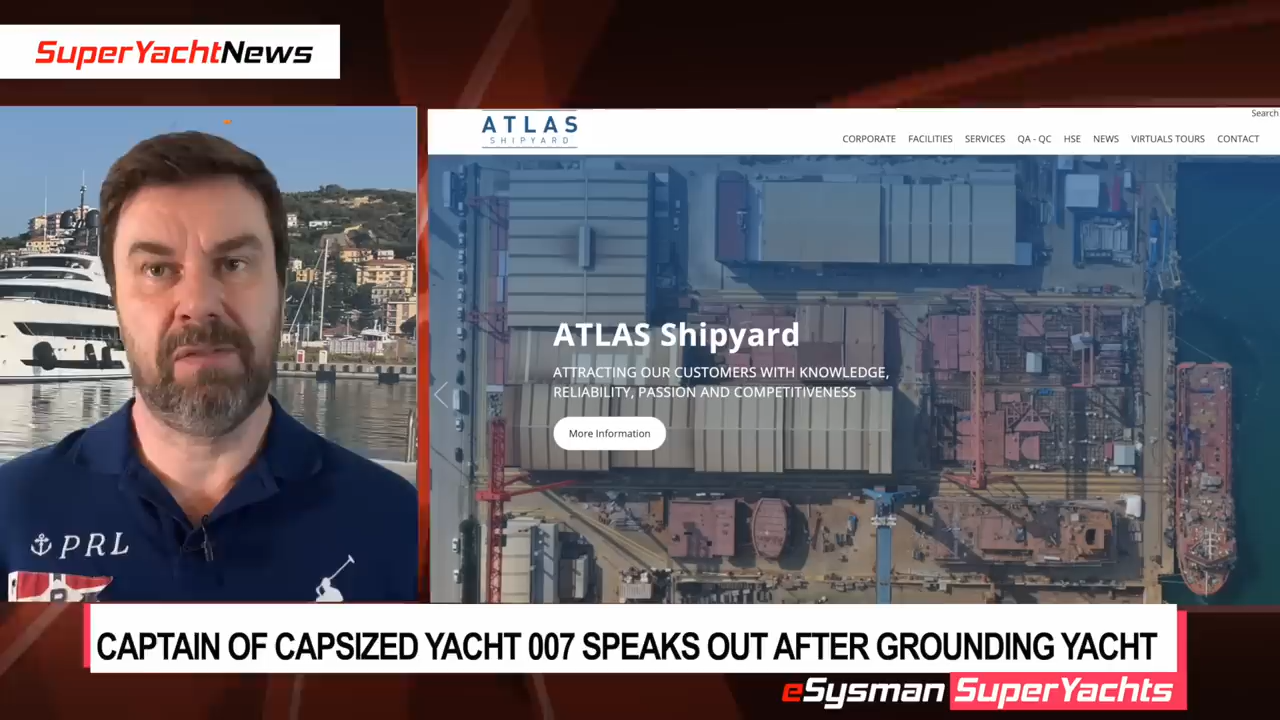 SuperYachtNews
ATLAS
SHIPYARD
Search
CORPORATE FACILITIES SERVICES QA - QC HSE NEWS VIRTUALS TOURS CONTACT
ATLAS Shipyard
ATTRACTING OUR CUSTOMERS WITH KNOWLEDGE,
RELIABILITY, PASSION AND COMPETITIVENESS
More Information
PRL
CAPTAIN OF CAPSIZED YACHT 007 SPEAKS OUT AFTER GROUNDING YACHT
eSysman SuperYachts